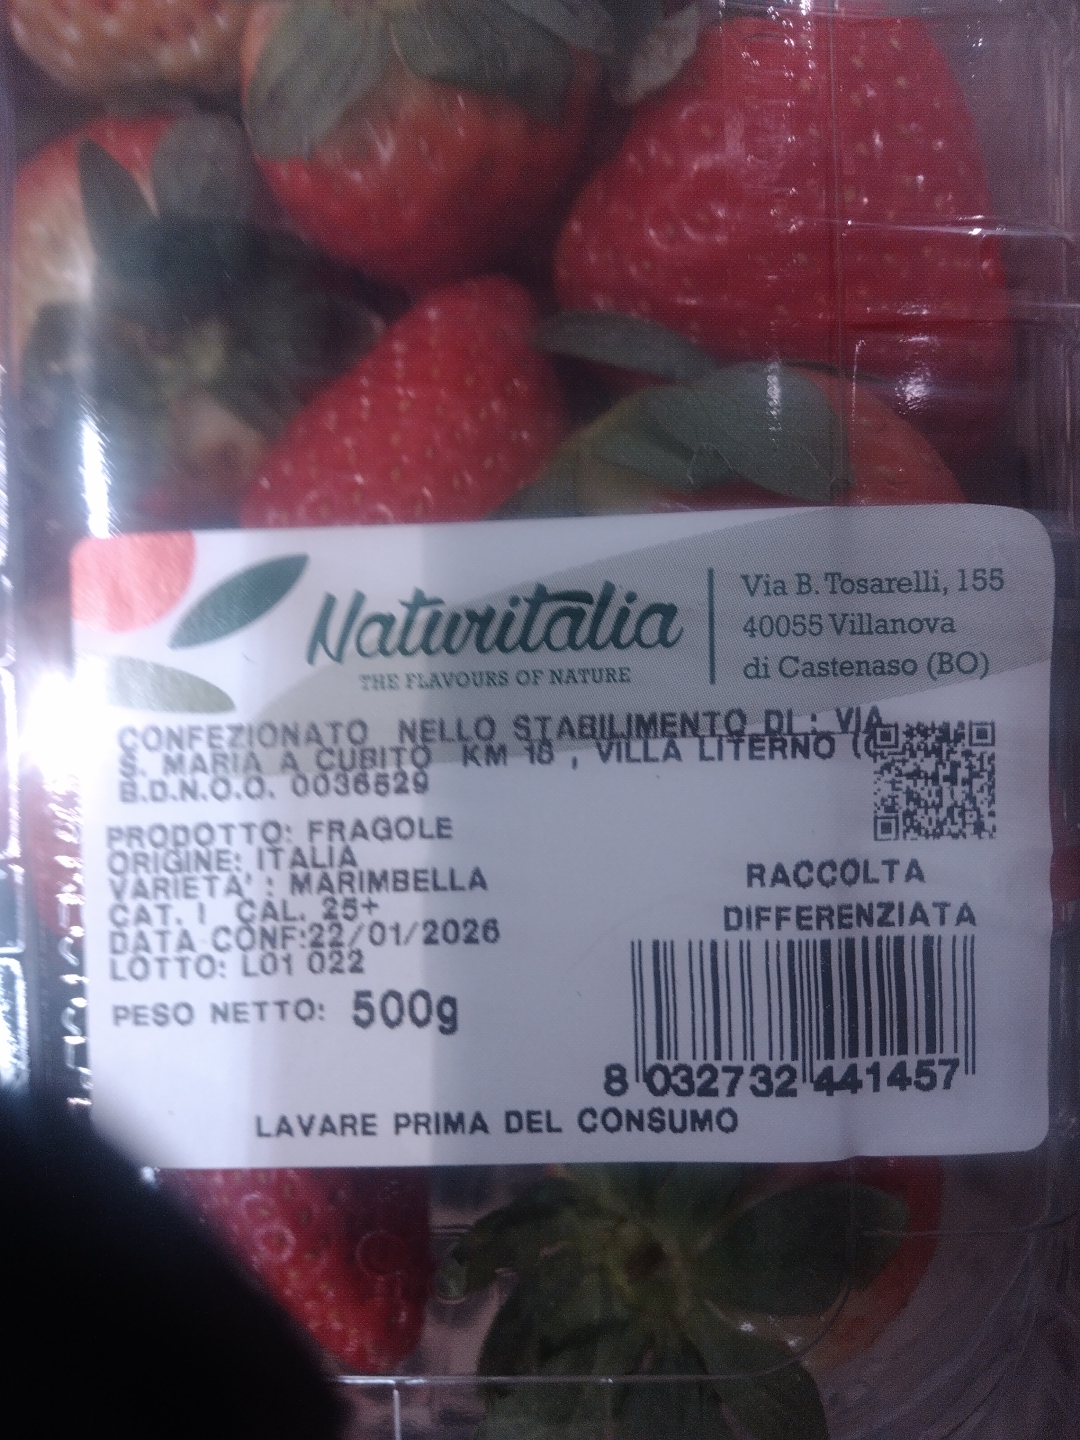 Naturitalia
THE FLAVOURS OF NATURE
Via B. Tosarelli, 155
40055 Villanova
di Castenaso (BO)
CONFEZIONATO NELLO STABILIMENTO DI : VIA
S. MARIA A CUBITO KM 18 , VILLA LITERNO (C
B.D.N.O.O. 0036529
PRODOTTO: FRAGOLE
ORIGINE: ITALIA
VARIETA' : MARIMBELLA
CAT. I CAL. 25+
DATA CONF:22/01/2026
LOTTO: L01 022
PESO NETTO: 500g
RACCOLTA
DIFFERENZIATA
8 032732 441457
LAVARE PRIMA DEL CONSUMO